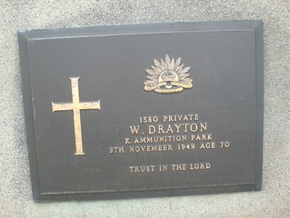 1580 PRIVATE
W. DRAYTON
K. AMMUNITION PARK
9TH NOVEMBER 1949 AGE 70
TRUST IN THE LORD